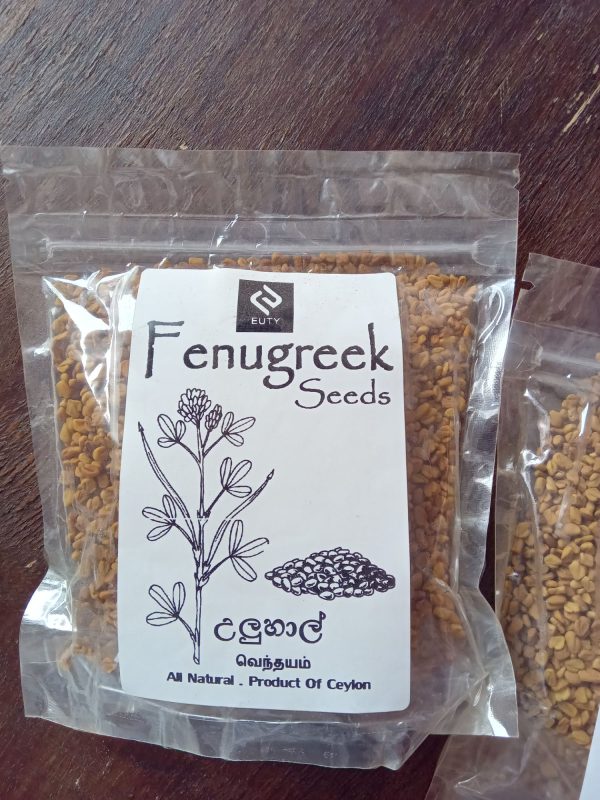 EUTY
Fenugreek
Seeds
උලුහාල්
வெந்தயம்
All Natural . Product Of Ceylon